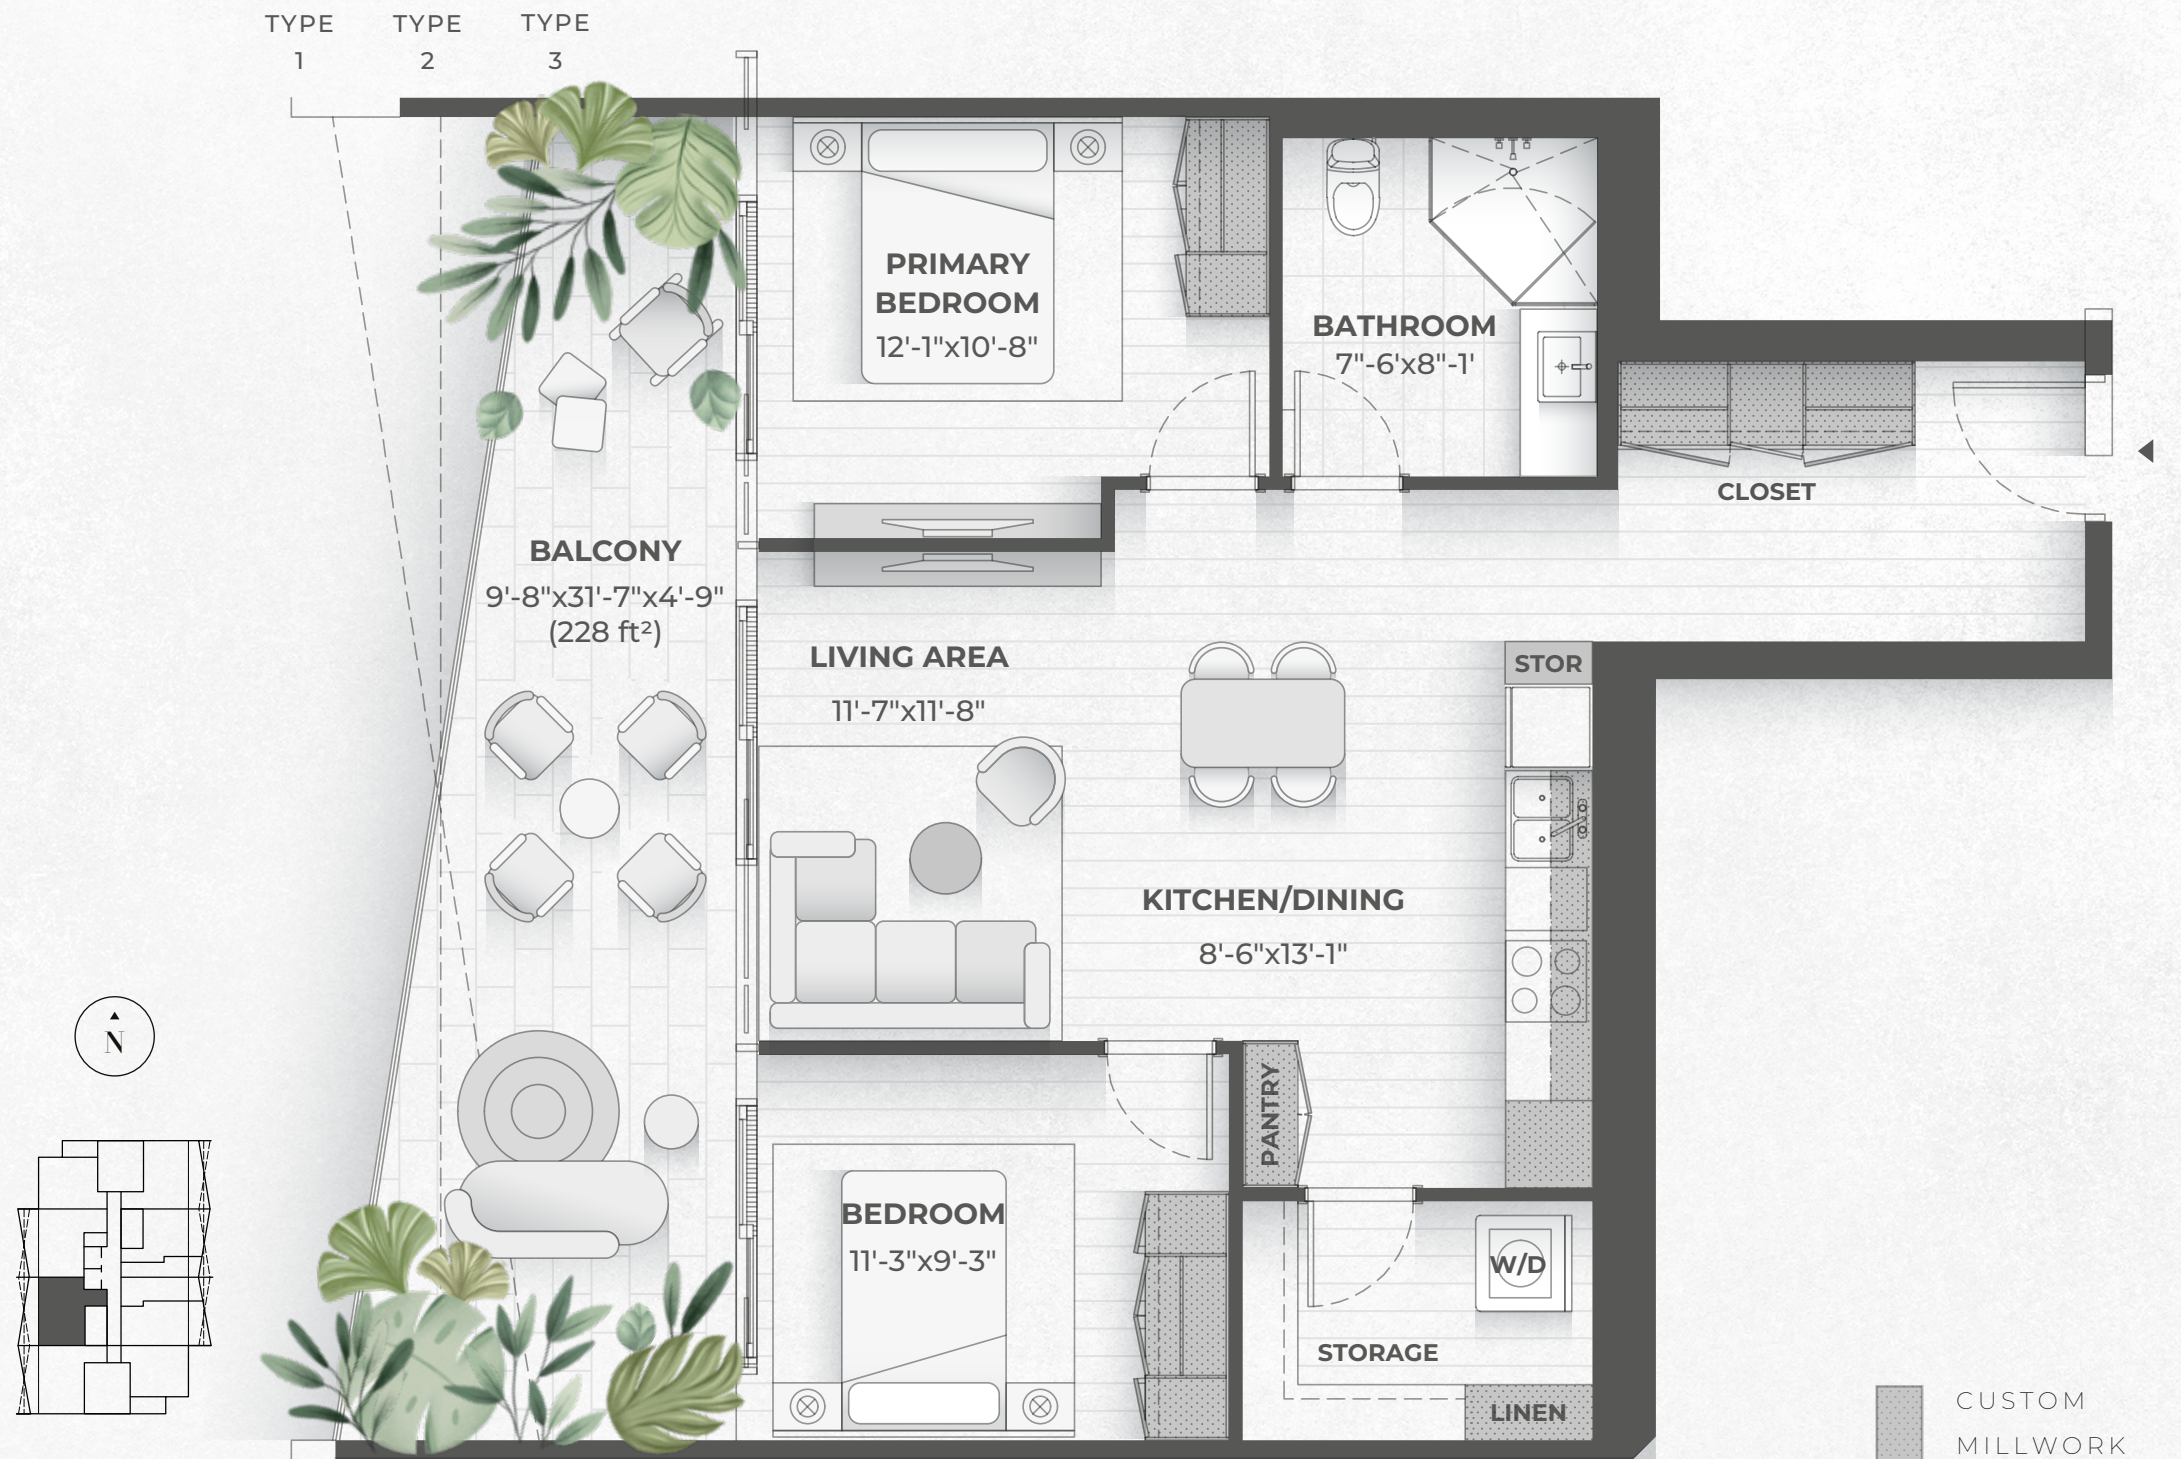 TYPE
1
TYPE
2
TYPE
3
PRIMARY
BEDROOM
12'-1"x10'-8"
BATHROOM
7"-6'x8"-1'
CLOSET
BALCONY
9'-8"x31'-7"x4'-9"
(228 ft²)
LIVING AREA
11'-7"x11'-8"
STOR
KITCHEN/DINING
8'-6"x13'-1"
N
PANTRY
BEDROOM
11'-3"x9'-3"
W/D
STORAGE
LINEN
CUSTOM
MILLWORK